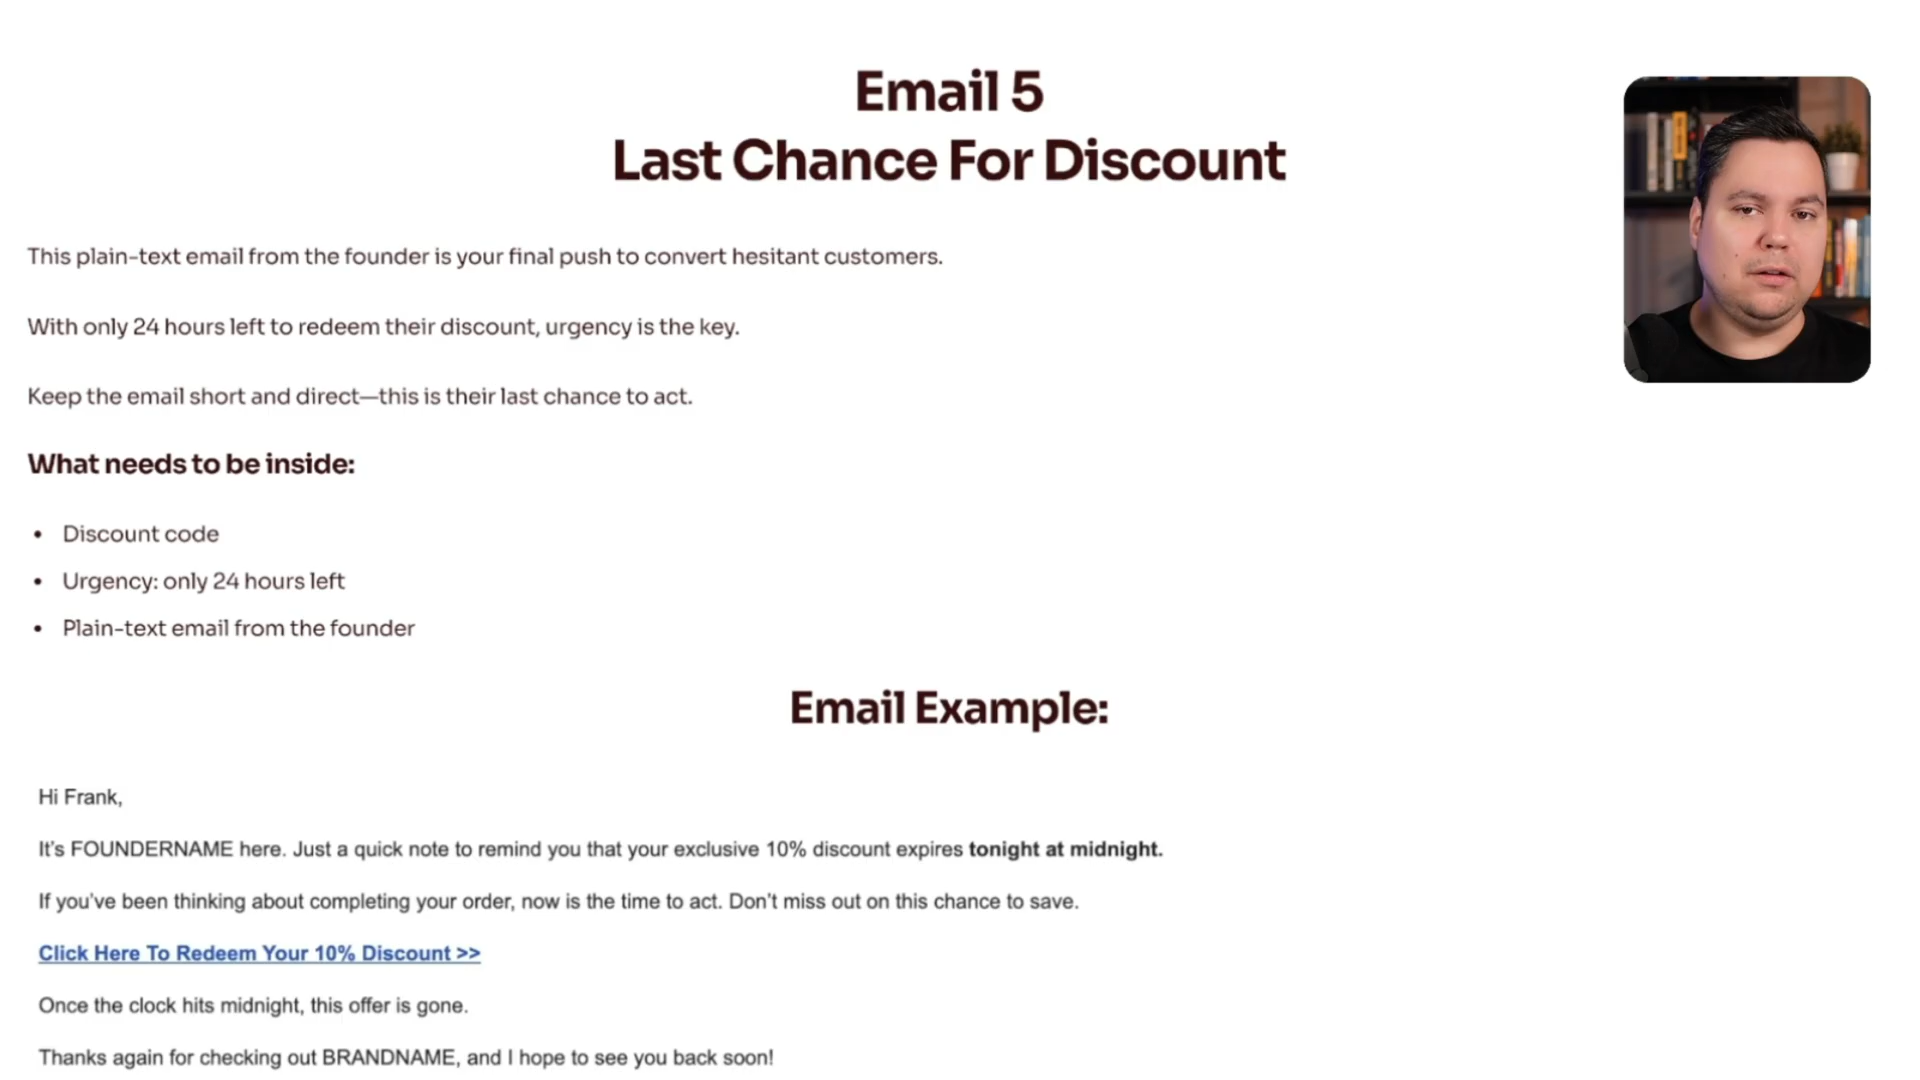 Email 5
Last Chance For Discount
This plain-text email from the founder is your final push to convert hesitant customers.
With only 24 hours left to redeem their discount, urgency is the key.
Keep the email short and direct—this is their last chance to act.
What needs to be inside:
• Discount code
• Urgency: only 24 hours left
• Plain-text email from the founder
Email Example:
Hi Frank,
It's FOUNDERNAME here. Just a quick note to remind you that your exclusive 10% discount expires tonight at midnight.
If you've been thinking about completing your order, now is the time to act. Don't miss out on this chance to save.
Click Here To Redeem Your 10% Discount >>
Once the clock hits midnight, this offer is gone.
Thanks again for checking out BRANDNAME, and I hope to see you back soon!